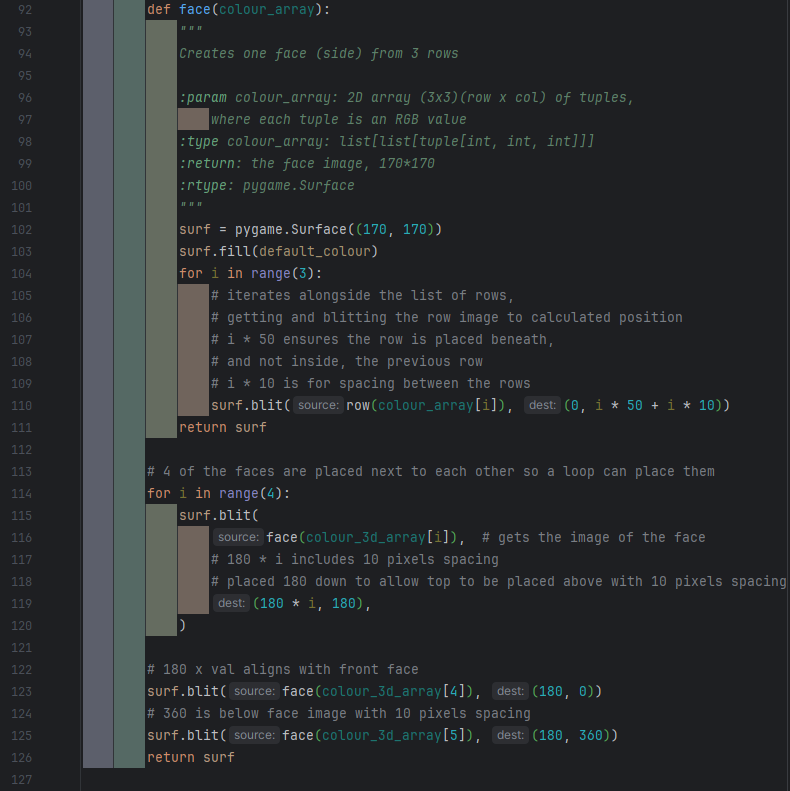 92 def face(colour_array):
93 """
94 Creates one face (side) from 3 rows
95
96 :param colour_array: 2D array (3x3)(row x col) of tuples,
97 where each tuple is an RGB value
98 :type colour_array: list[list[tuple[int, int, int]]]
99 :return: the face image, 170*170
100 :rtype: pygame.Surface
101 """
102 surf = pygame.Surface((170, 170))
103 surf.fill(default_colour)
104 for i in range(3):
105 # iterates alongside the list of rows,
106 # getting and blitting the row image to calculated position
107 # i * 50 ensures the row is placed beneath,
108 # and not inside, the previous row
109 # i * 10 is for spacing between the rows
110 surf.blit( source: row(colour_array[i]), dest: (0, i * 50 + i * 10))
111 return surf
112
113 # 4 of the faces are placed next to each other so a loop can place them
114 for i in range(4):
115 surf.blit(
116 source: face(colour_3d_array[i]), # gets the image of the face
117 # 180 * i includes 10 pixels spacing
118 # placed 180 down to allow top to be placed above with 10 pixels spacing
119 dest: (180 * i, 180),
120 )
121
122 # 180 x val aligns with front face
123 surf.blit( source: face(colour_3d_array[4]), dest: (180, 0))
124 # 360 is below face image with 10 pixels spacing
125 surf.blit( source: face(colour_3d_array[5]), dest: (180, 360))
126 return surf
127